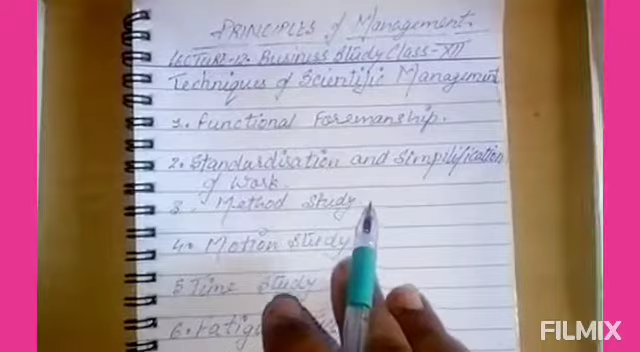 PRINCIPLES of Management.
LECTURE-12. Business Study Class-XII
Techniques of Scientific Management
1. Functional Foremanship.
2. Standardisation and Simplification
of Work.
3. Method Study
4. Motion Study
5 Time Study
6.
FILMIX